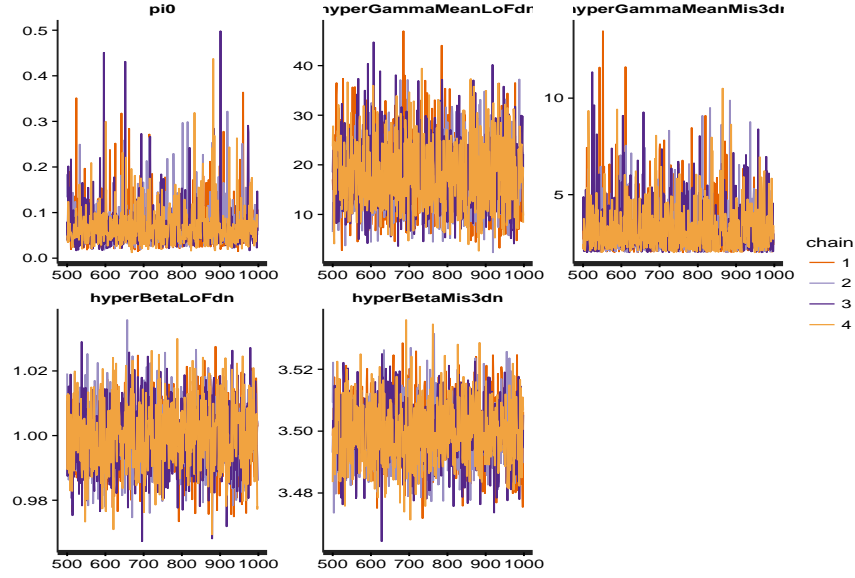 pi0
hyperGammaMeanLoFdn
hyperGammaMeanMis3dn
0.5
0.4
0.3
0.2
0.1
0.0
40
30
20
10
10
5
500 600 700 800 900 1000
500 600 700 800 900 1000
500 600 700 800 900 1000
chain
1
2
3
4
hyperBetaLoFdn
hyperBetaMis3dn
1.02
1.00
0.98
3.52
3.50
3.48
500 600 700 800 900 1000
500 600 700 800 900 1000